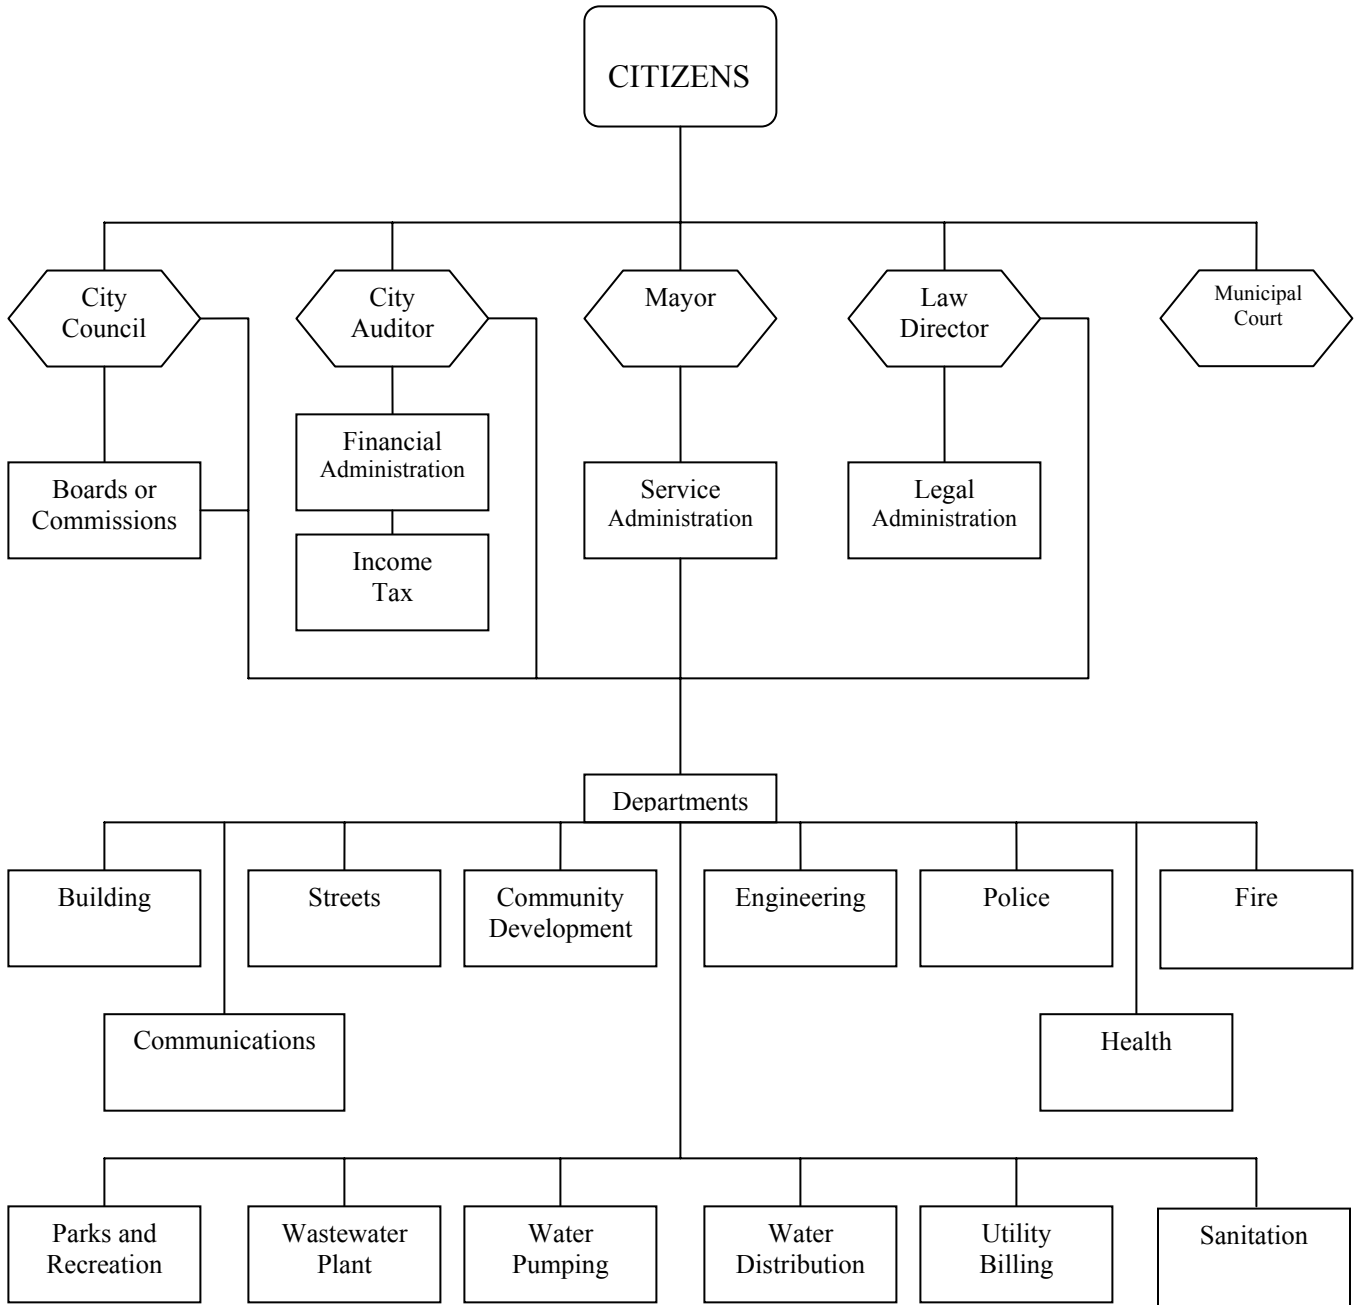 CITIZENS
City
Council
City
Auditor
Mayor
Law
Director
Municipal
Court
Financial
Administration
Boards or
Commissions
Service
Administration
Legal
Administration
Income
Tax
Departments
Building
Streets
Community
Development
Engineering
Police
Fire
Communications
Health
Parks and
Recreation
Wastewater
Plant
Water
Pumping
Water
Distribution
Utility
Billing
Sanitation